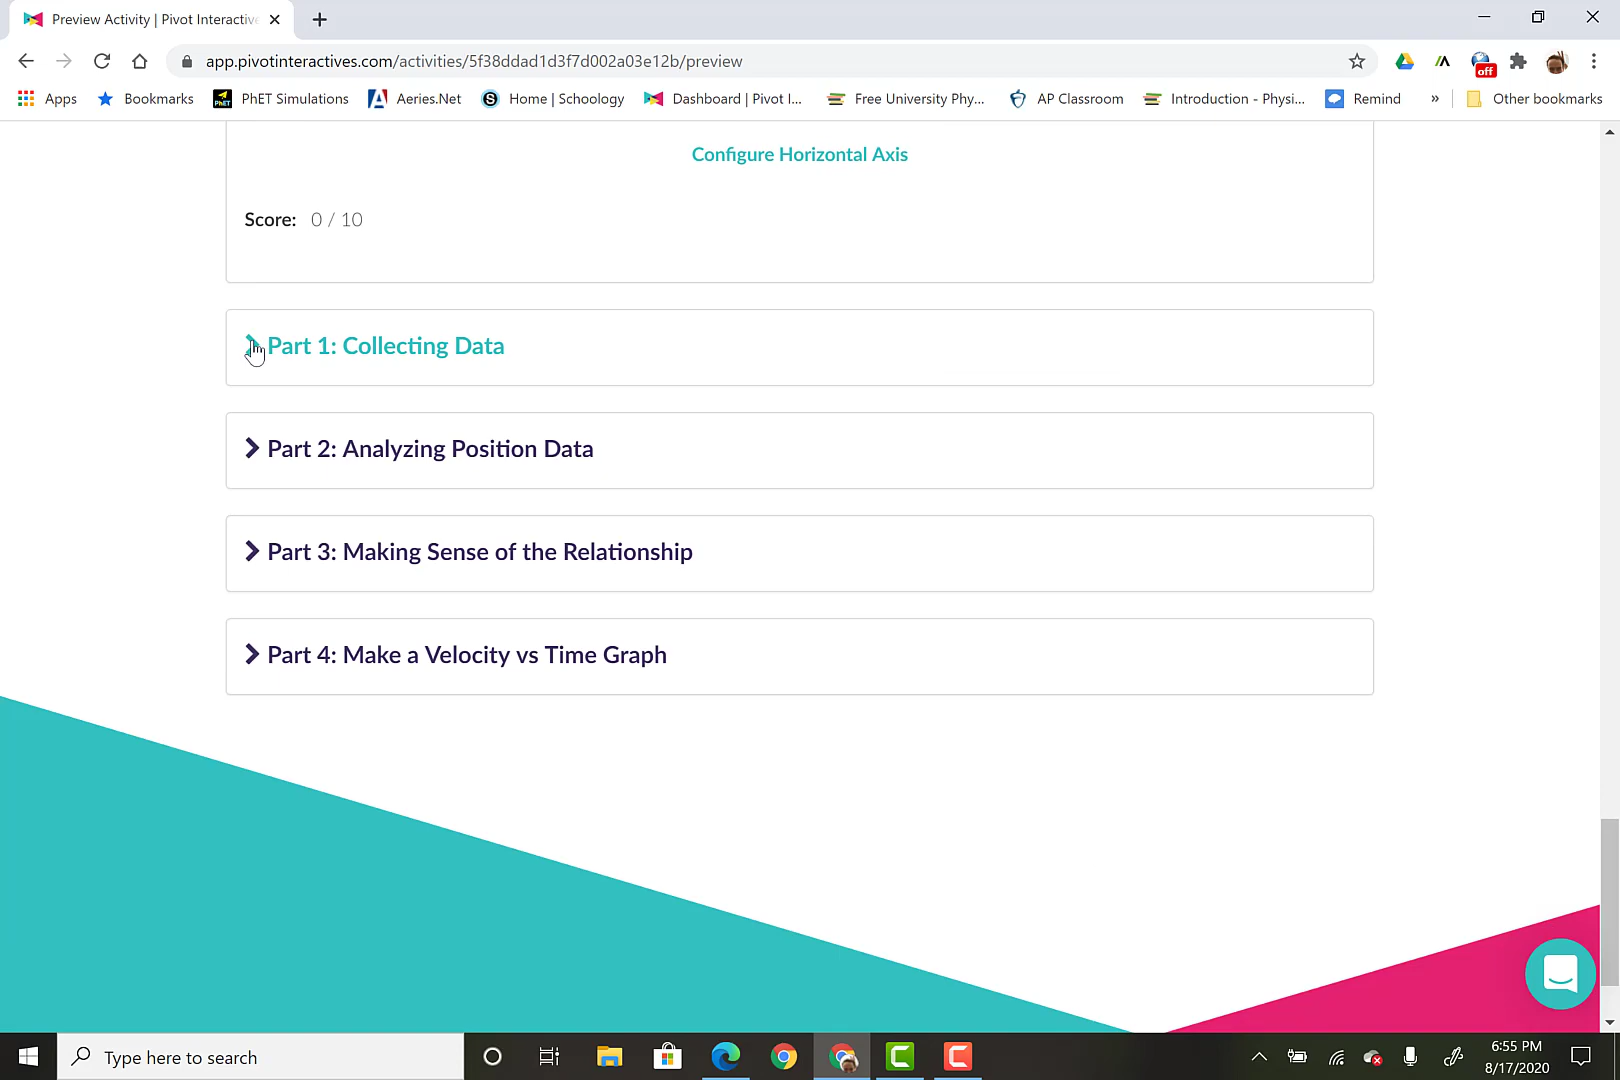 Preview Activity | Pivot Interactive
app.pivotinteractives.com/activities/5f38ddad1d3f7d002a03e12b/preview
off
Apps Bookmarks PhET PhET Simulations Aeries.Net Home | Schoology Dashboard | Pivot I... Free University Phy... AP Classroom Introduction - Physi... Remind » Other bookmarks
Configure Horizontal Axis
Score: 0 / 10
Part 1: Collecting Data
Part 2: Analyzing Position Data
Part 3: Making Sense of the Relationship
Part 4: Make a Velocity vs Time Graph
Type here to search
6:55 PM
8/17/2020